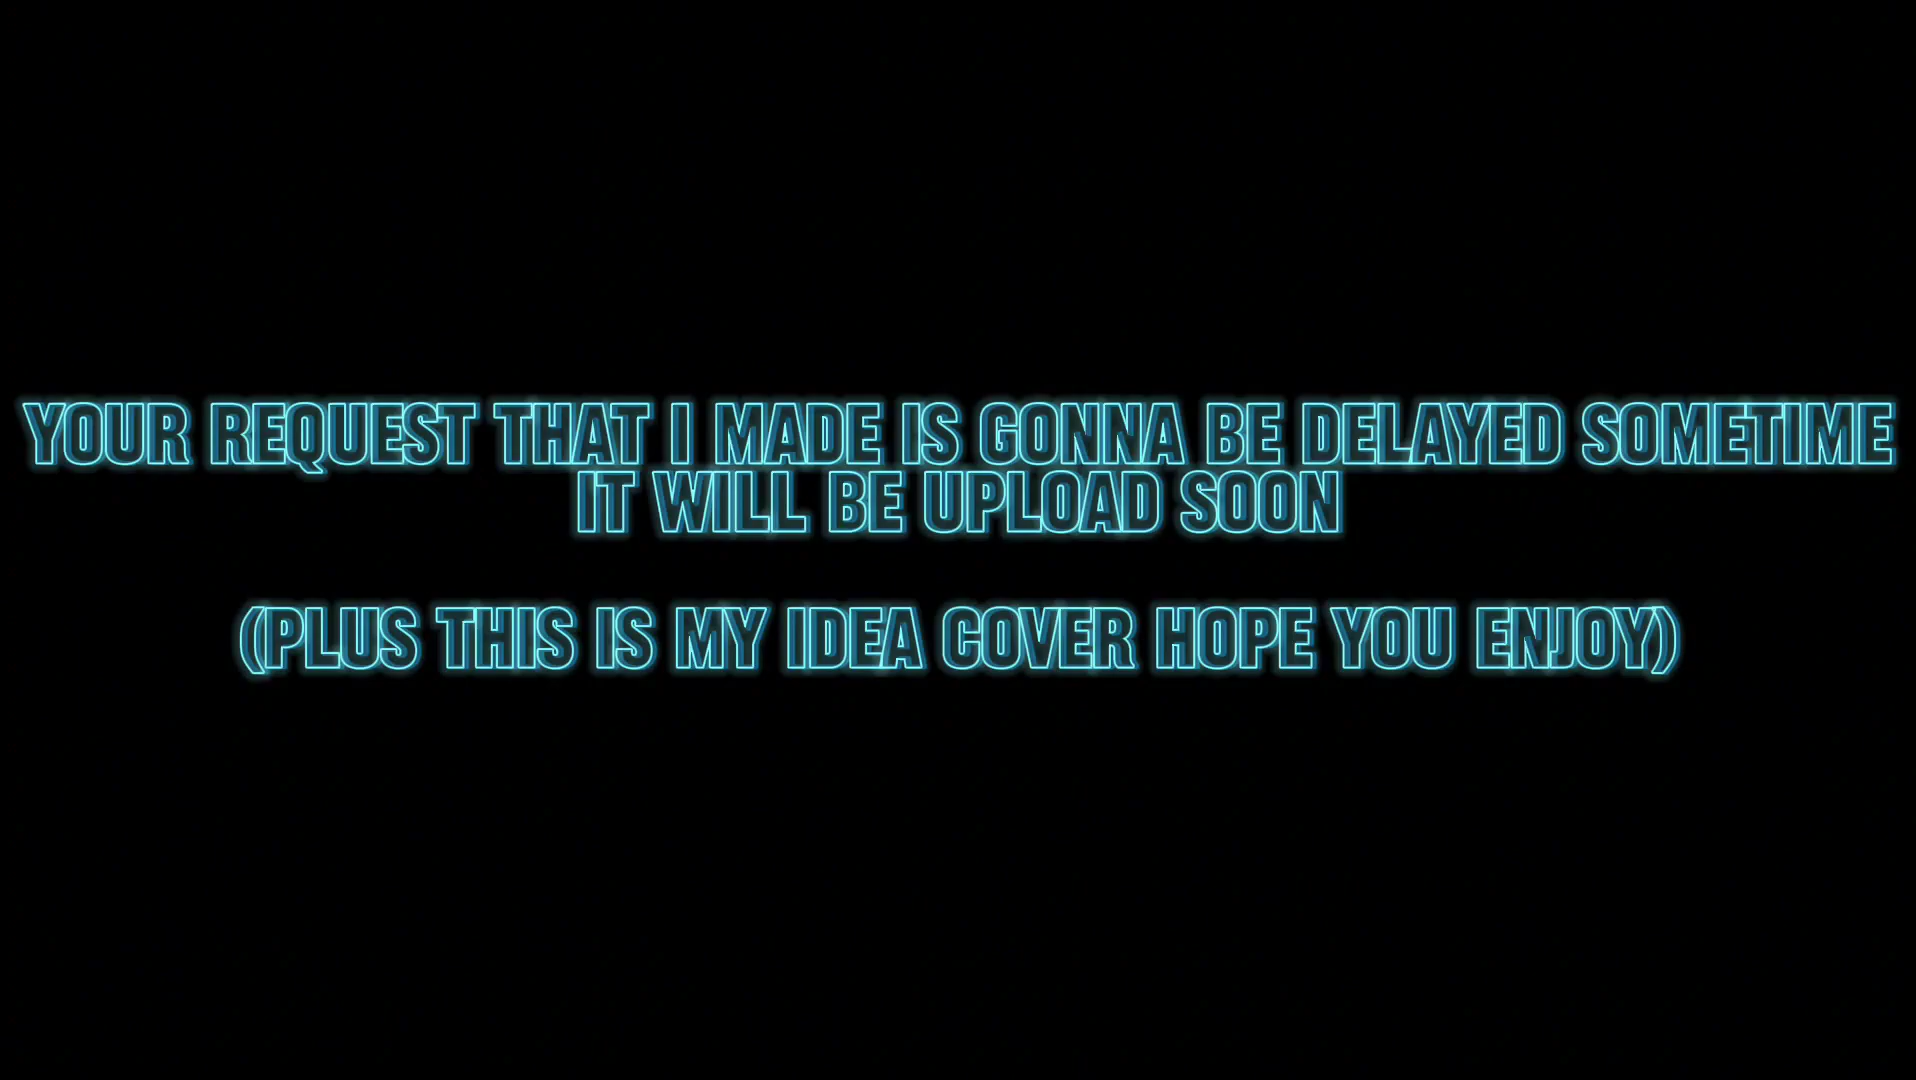 YOUR REQUEST THAT I MADE IS GONNA BE DELAYED SOMETIME
IT WILL BE UPLOAD SOON
(PLUS THIS IS MY IDEA COVER HOPE YOU ENJOY)